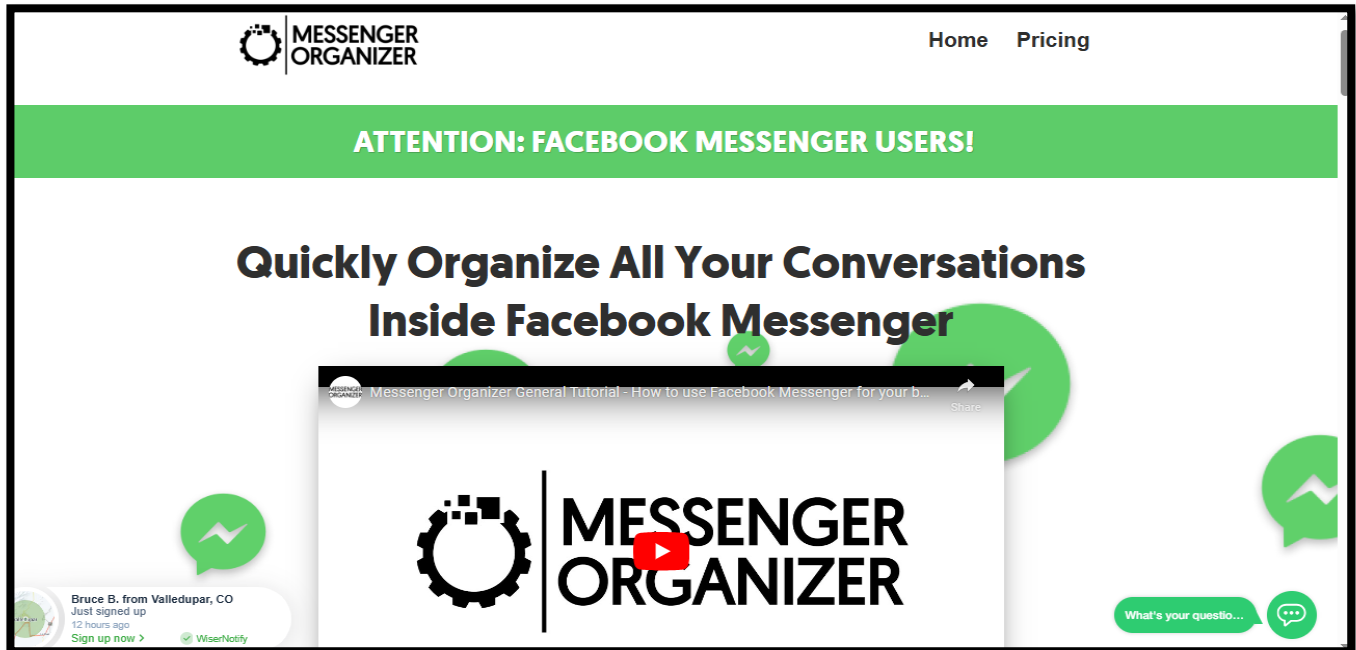 MESSENGER
ORGANIZER
Home Pricing
ATTENTION: FACEBOOK MESSENGER USERS!
Quickly Organize All Your Conversations
Inside Facebook Messenger
MESSENGER
ORGANIZER
Messenger Organizer General Tutorial - How to use Facebook Messenger for your b...
Share
MESSENGER
ORGANIZER
Bruce B. from Valledupar, CO
Just signed up
12 hours ago
Sign up now > WiserNotify
What's your questio...